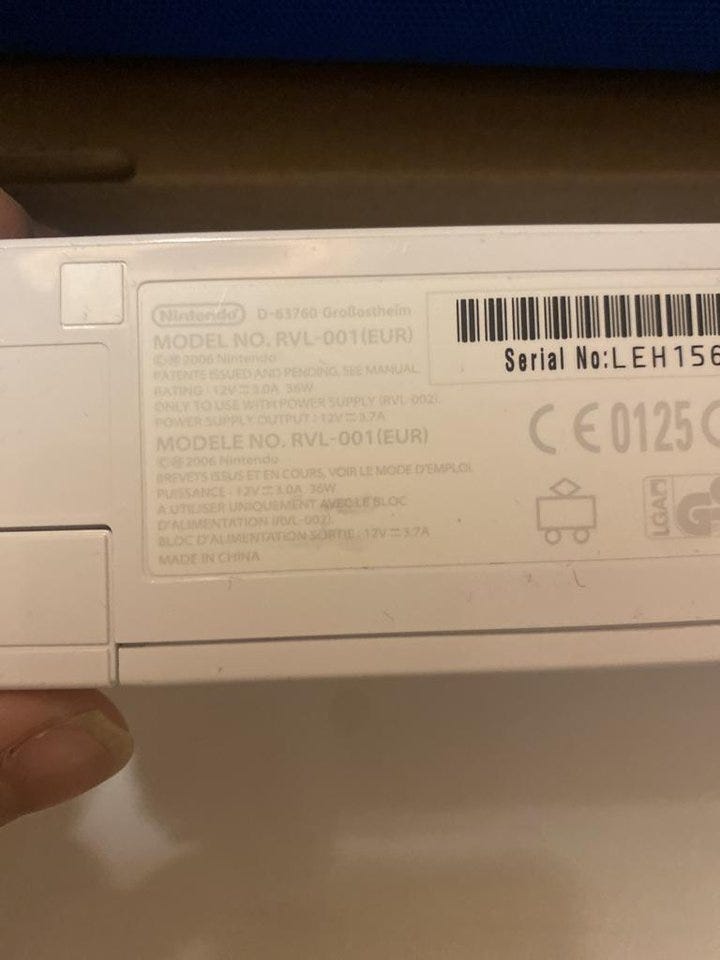 Nintendo D-63760 Großostheim
MODEL NO. RVL-001(EUR)
©® 2006 Nintendo
PATENTS ISSUED AND PENDING, SEE MANUAL.
RATING : 12V⎓3.0A 36W
ONLY TO USE WITH POWER SUPPLY (RVL-002).
POWER SUPPLY OUTPUT : 12V⎓3.7A
MODELE NO. RVL-001(EUR)
©® 2006 Nintendo
BREVETS ISSUS ET EN COURS, VOIR LE MODE D'EMPLOI.
PUISSANCE : 12V⎓3.0A 36W
A UTILISER UNIQUEMENT AVEC LE BLOC
D'ALIMENTATION (RVL-002).
BLOC D'ALIMENTATION SORTIE : 12V⎓3.7A
MADE IN CHINA
Serial No:LEH156
CE0125
LGA
GS